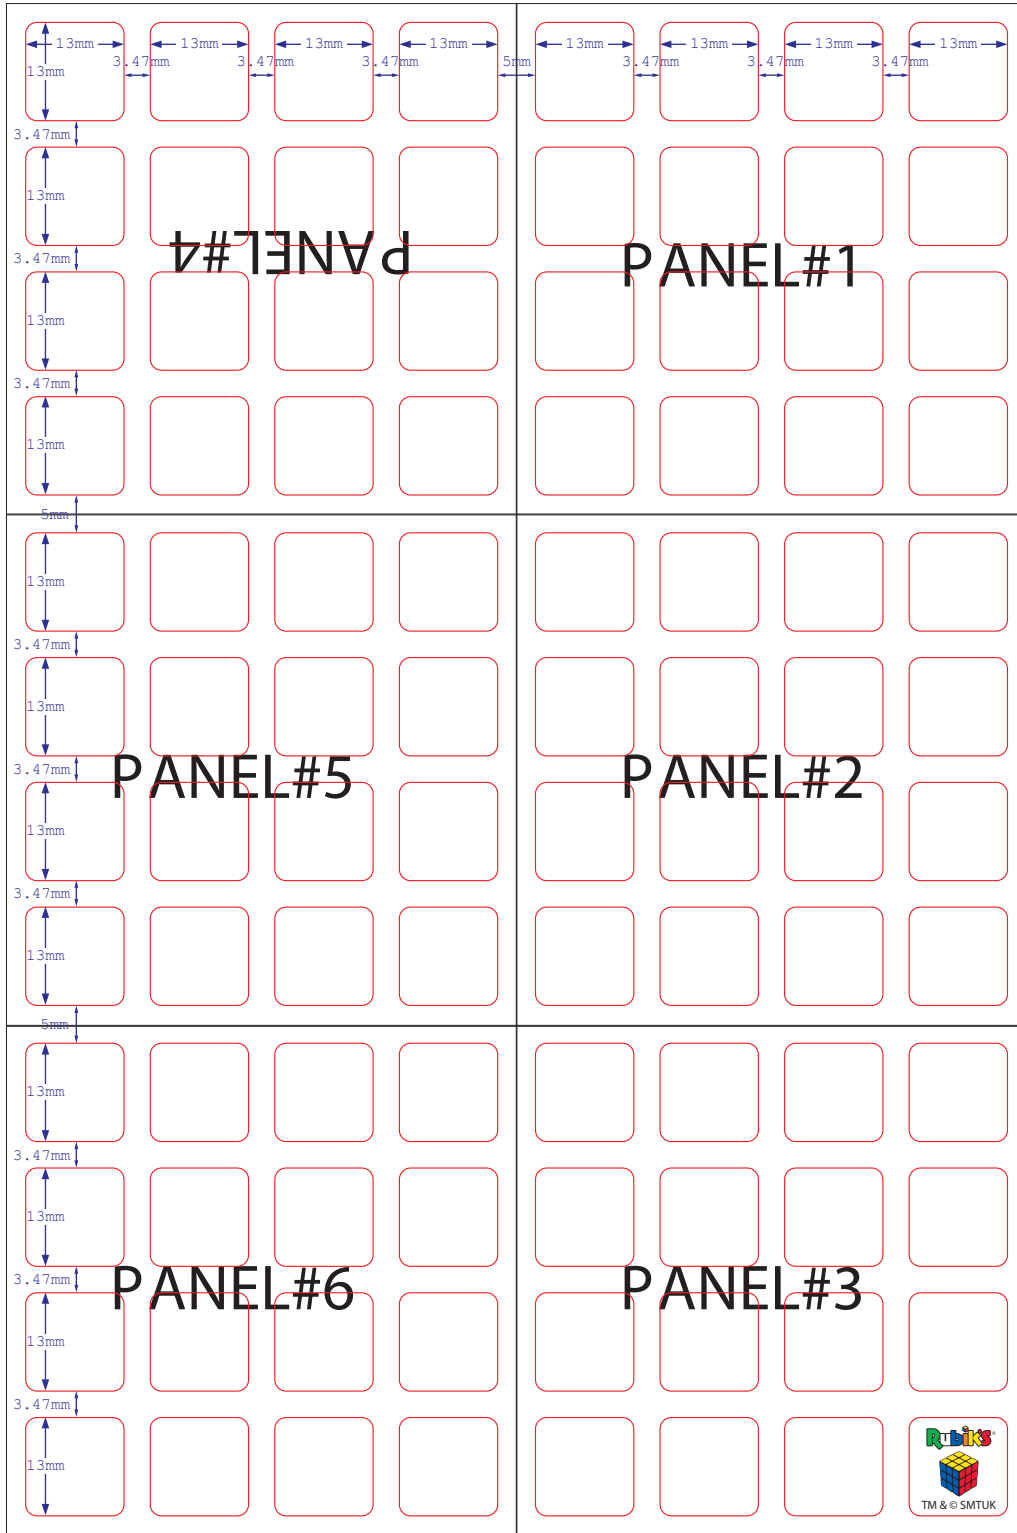 13mm 13mm 13mm 13mm 13mm 13mm 13mm 13mm
3.47mm 3.47mm 3.47mm 5mm 3.47mm 3.47mm 3.47mm
13mm
3.47mm
13mm
3.47mm
PANEL#4
PANEL#1
13mm
3.47mm
13mm
5mm
13mm
3.47mm
13mm
3.47mm
PANEL#5
PANEL#2
13mm
3.47mm
13mm
5mm
13mm
3.47mm
13mm
3.47mm
PANEL#6
PANEL#3
13mm
3.47mm
13mm
Rubik's®
TM & © SMTUK